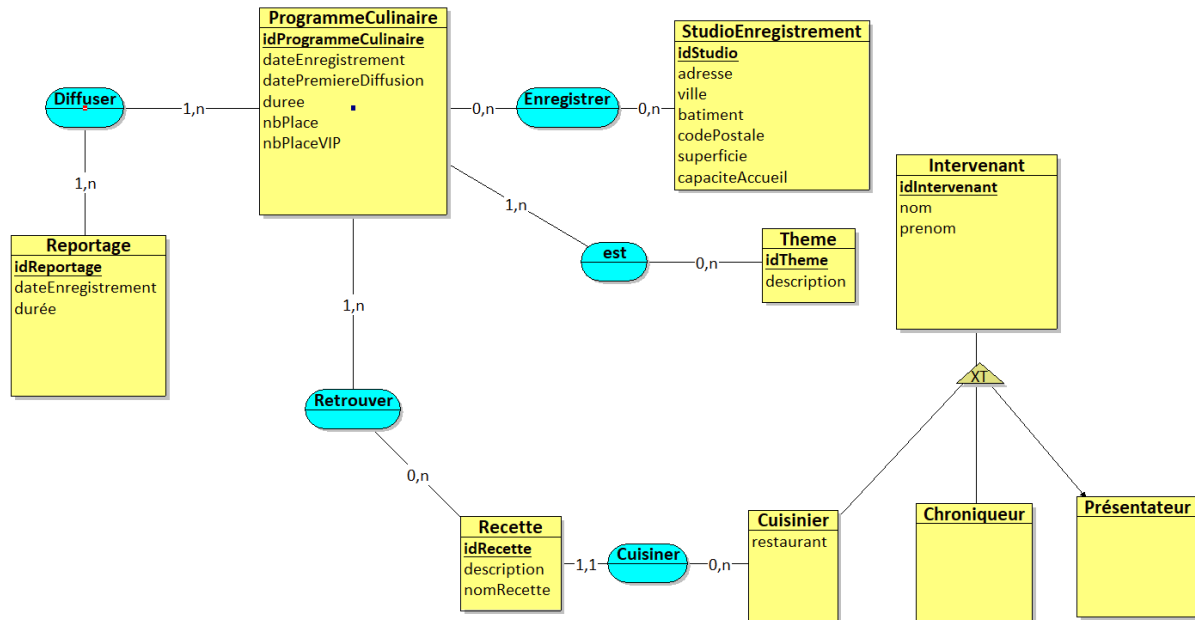 ProgrammeCulinaire
idProgrammeCulinaire
dateEnregistrement
datePremiereDiffusion
duree
nbPlace
nbPlaceVIP
StudioEnregistrement
idStudio
adresse
ville
batiment
codePostale
superficie
capaciteAccueil
Diffuser
1,n
0,n
Enregistrer
0,n
1,n
Intervenant
idIntervenant
nom
prenom
1,n
Reportage
idReportage
dateEnregistrement
durée
est
0,n
Theme
idTheme
description
1,n
XT
Retrouver
0,n
Recette
idRecette
description
nomRecette
1,1
Cuisiner
0,n
Cuisinier
restaurant
Chroniqueur
Présentateur